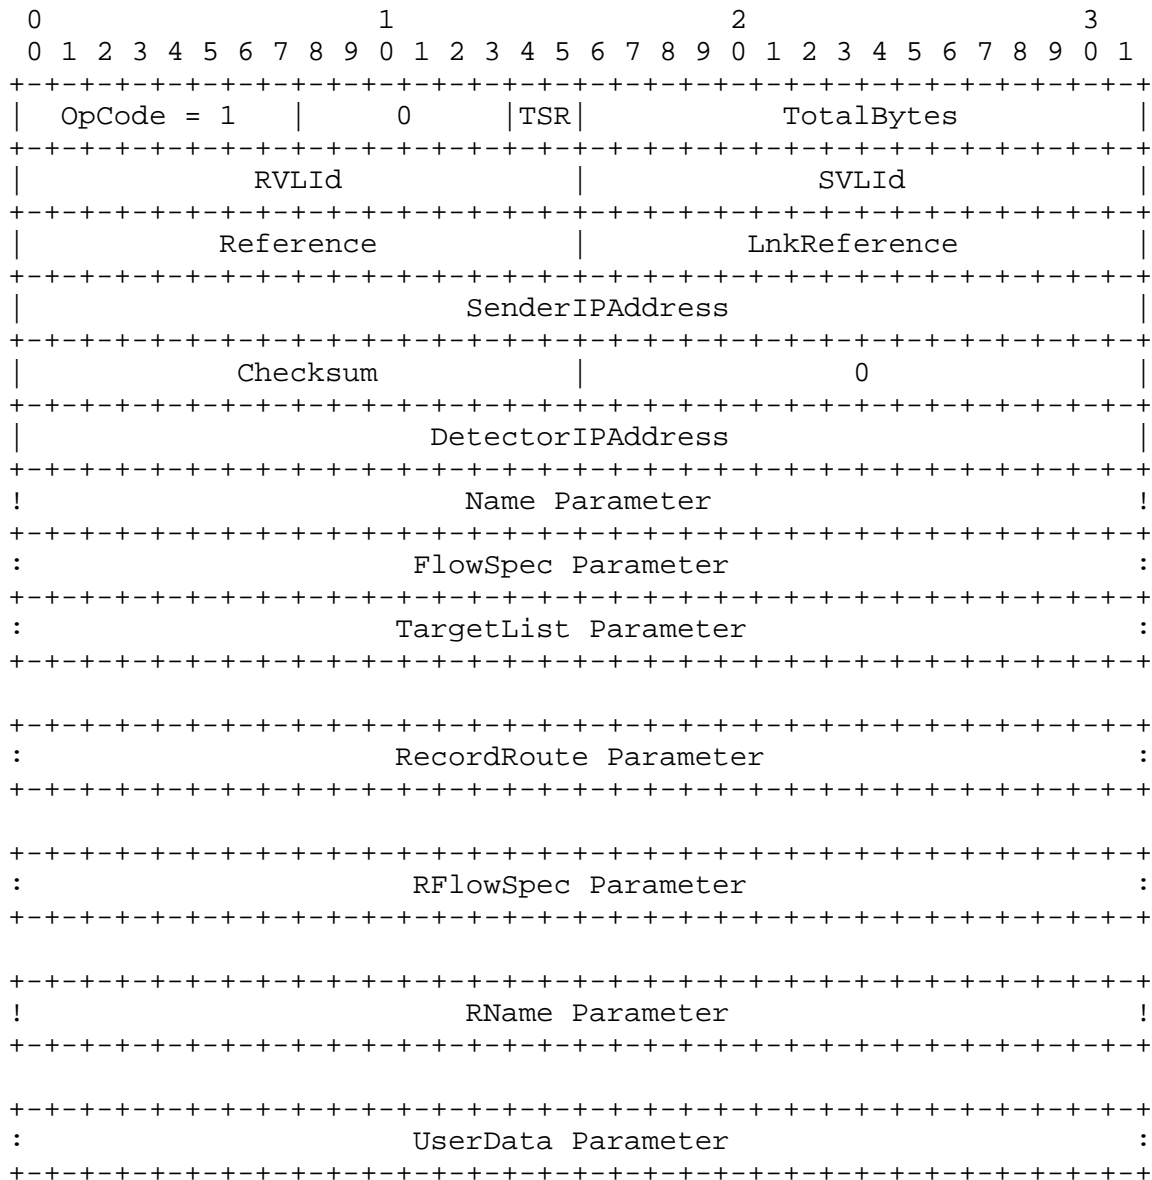 0                   1                   2                   3
 0 1 2 3 4 5 6 7 8 9 0 1 2 3 4 5 6 7 8 9 0 1 2 3 4 5 6 7 8 9 0 1
+-+-+-+-+-+-+-+-+-+-+-+-+-+-+-+-+-+-+-+-+-+-+-+-+-+-+-+-+-+-+-+-+
|  OpCode = 1   |     0     |TSR|           TotalBytes          |
+-+-+-+-+-+-+-+-+-+-+-+-+-+-+-+-+-+-+-+-+-+-+-+-+-+-+-+-+-+-+-+-+
|             RVLId             |             SVLId             |
+-+-+-+-+-+-+-+-+-+-+-+-+-+-+-+-+-+-+-+-+-+-+-+-+-+-+-+-+-+-+-+-+
|           Reference           |         LnkReference          |
+-+-+-+-+-+-+-+-+-+-+-+-+-+-+-+-+-+-+-+-+-+-+-+-+-+-+-+-+-+-+-+-+
|                         SenderIPAddress                       |
+-+-+-+-+-+-+-+-+-+-+-+-+-+-+-+-+-+-+-+-+-+-+-+-+-+-+-+-+-+-+-+-+
|            Checksum           |               0               |
+-+-+-+-+-+-+-+-+-+-+-+-+-+-+-+-+-+-+-+-+-+-+-+-+-+-+-+-+-+-+-+-+
|                       DetectorIPAddress                       |
+-+-+-+-+-+-+-+-+-+-+-+-+-+-+-+-+-+-+-+-+-+-+-+-+-+-+-+-+-+-+-+-+
!                         Name Parameter                        !
+-+-+-+-+-+-+-+-+-+-+-+-+-+-+-+-+-+-+-+-+-+-+-+-+-+-+-+-+-+-+-+-+
:                      FlowSpec Parameter                       :
+-+-+-+-+-+-+-+-+-+-+-+-+-+-+-+-+-+-+-+-+-+-+-+-+-+-+-+-+-+-+-+-+
:                     TargetList Parameter                      :
+-+-+-+-+-+-+-+-+-+-+-+-+-+-+-+-+-+-+-+-+-+-+-+-+-+-+-+-+-+-+-+-+

+-+-+-+-+-+-+-+-+-+-+-+-+-+-+-+-+-+-+-+-+-+-+-+-+-+-+-+-+-+-+-+-+
:                     RecordRoute Parameter                     :
+-+-+-+-+-+-+-+-+-+-+-+-+-+-+-+-+-+-+-+-+-+-+-+-+-+-+-+-+-+-+-+-+

+-+-+-+-+-+-+-+-+-+-+-+-+-+-+-+-+-+-+-+-+-+-+-+-+-+-+-+-+-+-+-+-+
:                      RFlowSpec Parameter                      :
+-+-+-+-+-+-+-+-+-+-+-+-+-+-+-+-+-+-+-+-+-+-+-+-+-+-+-+-+-+-+-+-+

+-+-+-+-+-+-+-+-+-+-+-+-+-+-+-+-+-+-+-+-+-+-+-+-+-+-+-+-+-+-+-+-+
!                         RName Parameter                       !
+-+-+-+-+-+-+-+-+-+-+-+-+-+-+-+-+-+-+-+-+-+-+-+-+-+-+-+-+-+-+-+-+

+-+-+-+-+-+-+-+-+-+-+-+-+-+-+-+-+-+-+-+-+-+-+-+-+-+-+-+-+-+-+-+-+
:                      UserData Parameter                       :
+-+-+-+-+-+-+-+-+-+-+-+-+-+-+-+-+-+-+-+-+-+-+-+-+-+-+-+-+-+-+-+-+